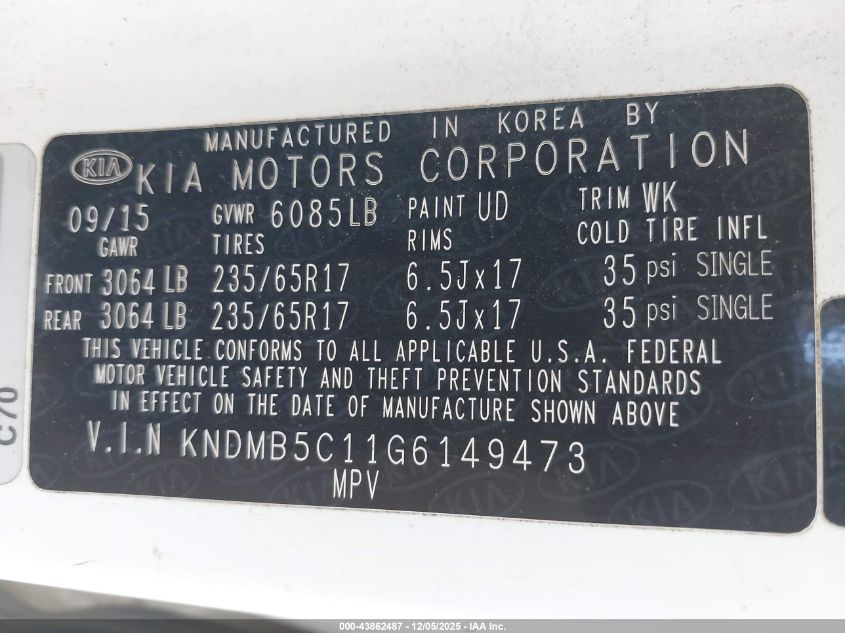 MANUFACTURED IN KOREA BY
KIA KIA MOTORS CORPORATION
09/15 GVWR 6085LB PAINT UD TRIM WK
GAWR TIRES RIMS COLD TIRE INFL
FRONT 3064 LB 235/65R17 6.5Jx17 35 psi SINGLE
REAR 3064 LB 235/65R17 6.5Jx17 35 psi SINGLE
THIS VEHICLE CONFORMS TO ALL APPLICABLE U.S.A. FEDERAL
MOTOR VEHICLE SAFETY AND THEFT PREVENTION STANDARDS
IN EFFECT ON THE DATE OF MANUFACTURE SHOWN ABOVE
V.I.N KNDMB5C11G6149473
MPV
C70
000-43862487 - 12/05/2025 - IAA Inc.